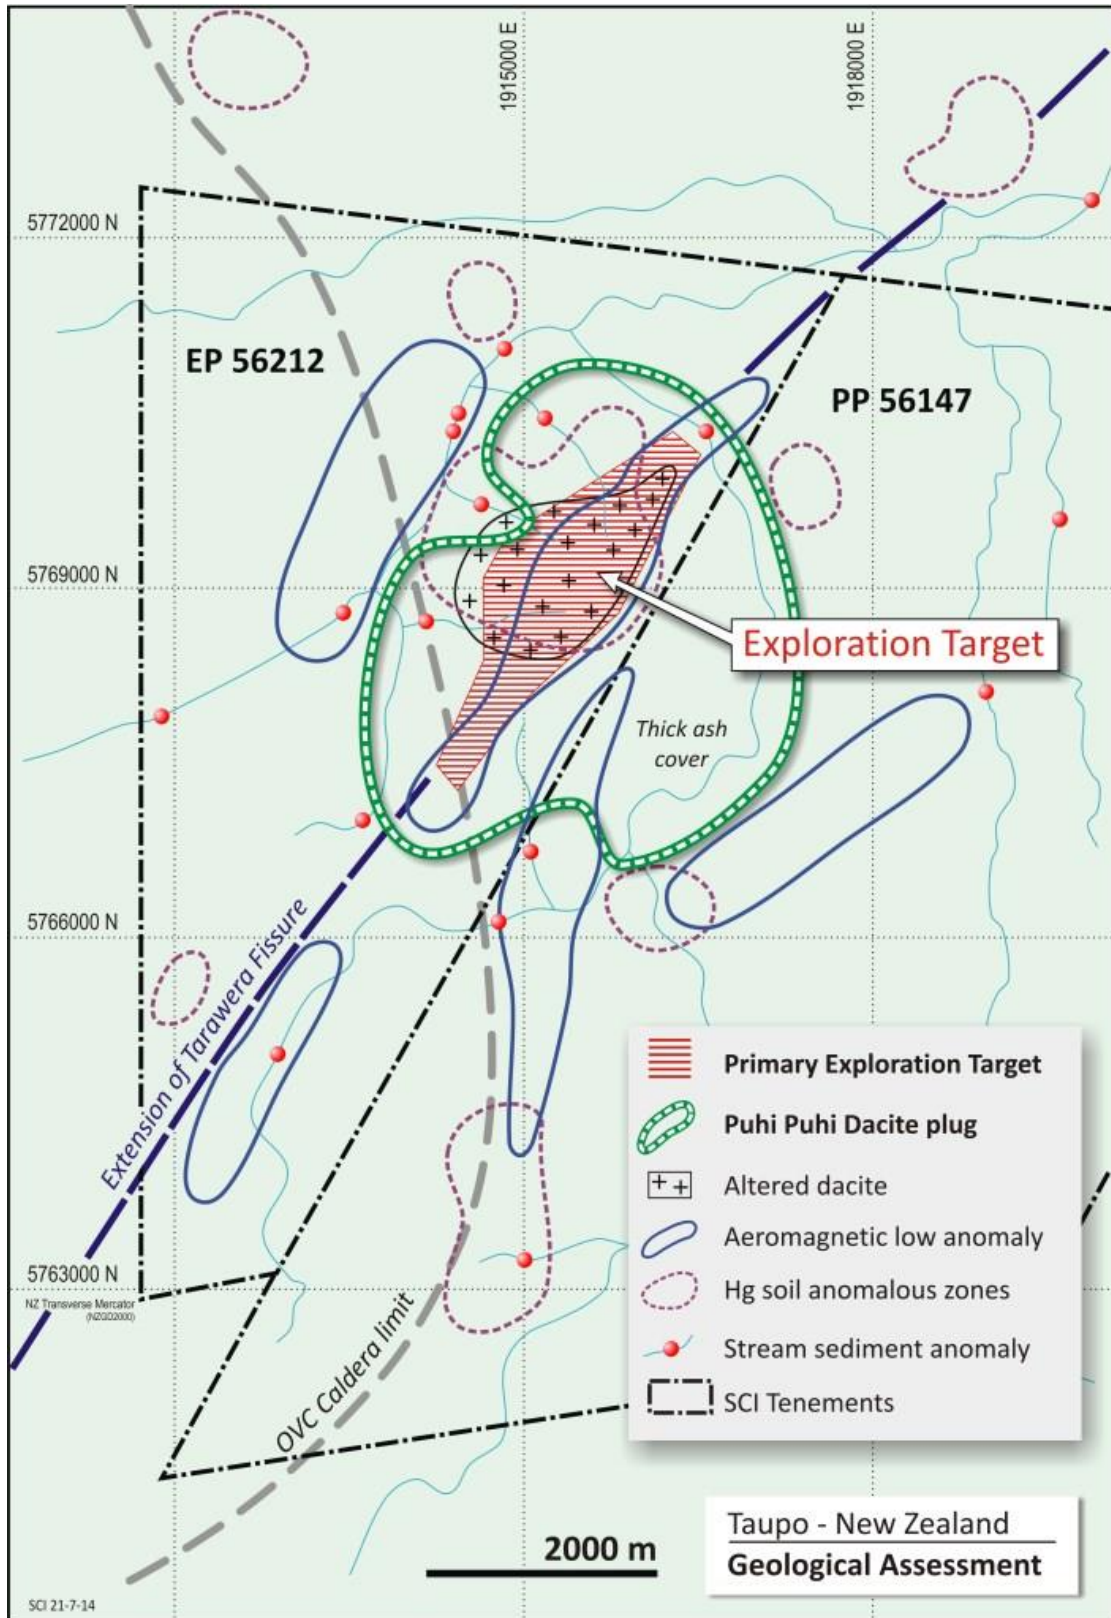 1915000 E
1918000 E
5772000 N
EP 56212
PP 56147
5769000 N
Exploration Target
Thick ash
cover
5766000 N
Extension of Tarawera Fissure
Primary Exploration Target
Puhi Puhi Dacite plug
Altered dacite
Aeromagnetic low anomaly
Hg soil anomalous zones
Stream sediment anomaly
SCI Tenements
5763000 N
NZ Transverse Mercator
(NZGD2000)
OVC Caldera limit
2000 m
Taupo - New Zealand
Geological Assessment
SCI 21-7-14